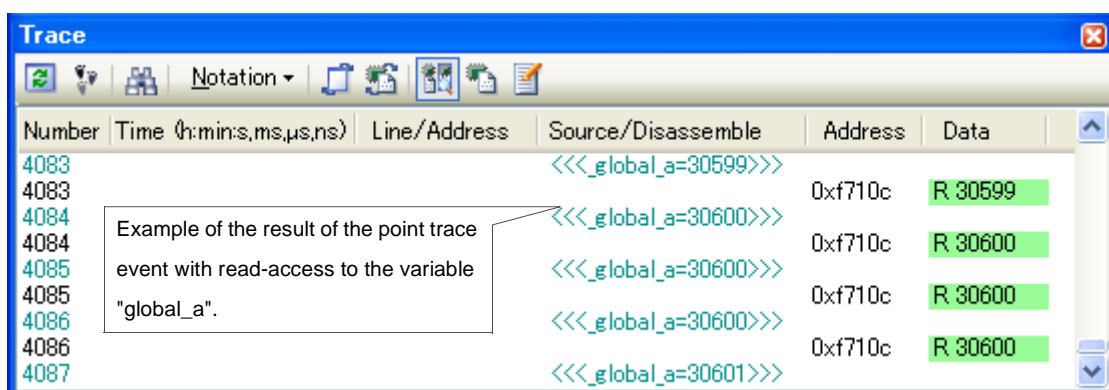 Trace
Notation
Number Time (h:min:s,ms,μs,ns) Line/Address Source/Disassemble Address Data
4083 <<<_global_a=30599>>>
4083 0xf710c R 30599
4084 <<<_global_a=30600>>>
4084 0xf710c R 30600
4085 <<<_global_a=30600>>>
4085 0xf710c R 30600
4086 <<<_global_a=30600>>>
4086 0xf710c R 30600
4087 <<<_global_a=30601>>>
Example of the result of the point trace
event with read-access to the variable
"global_a".